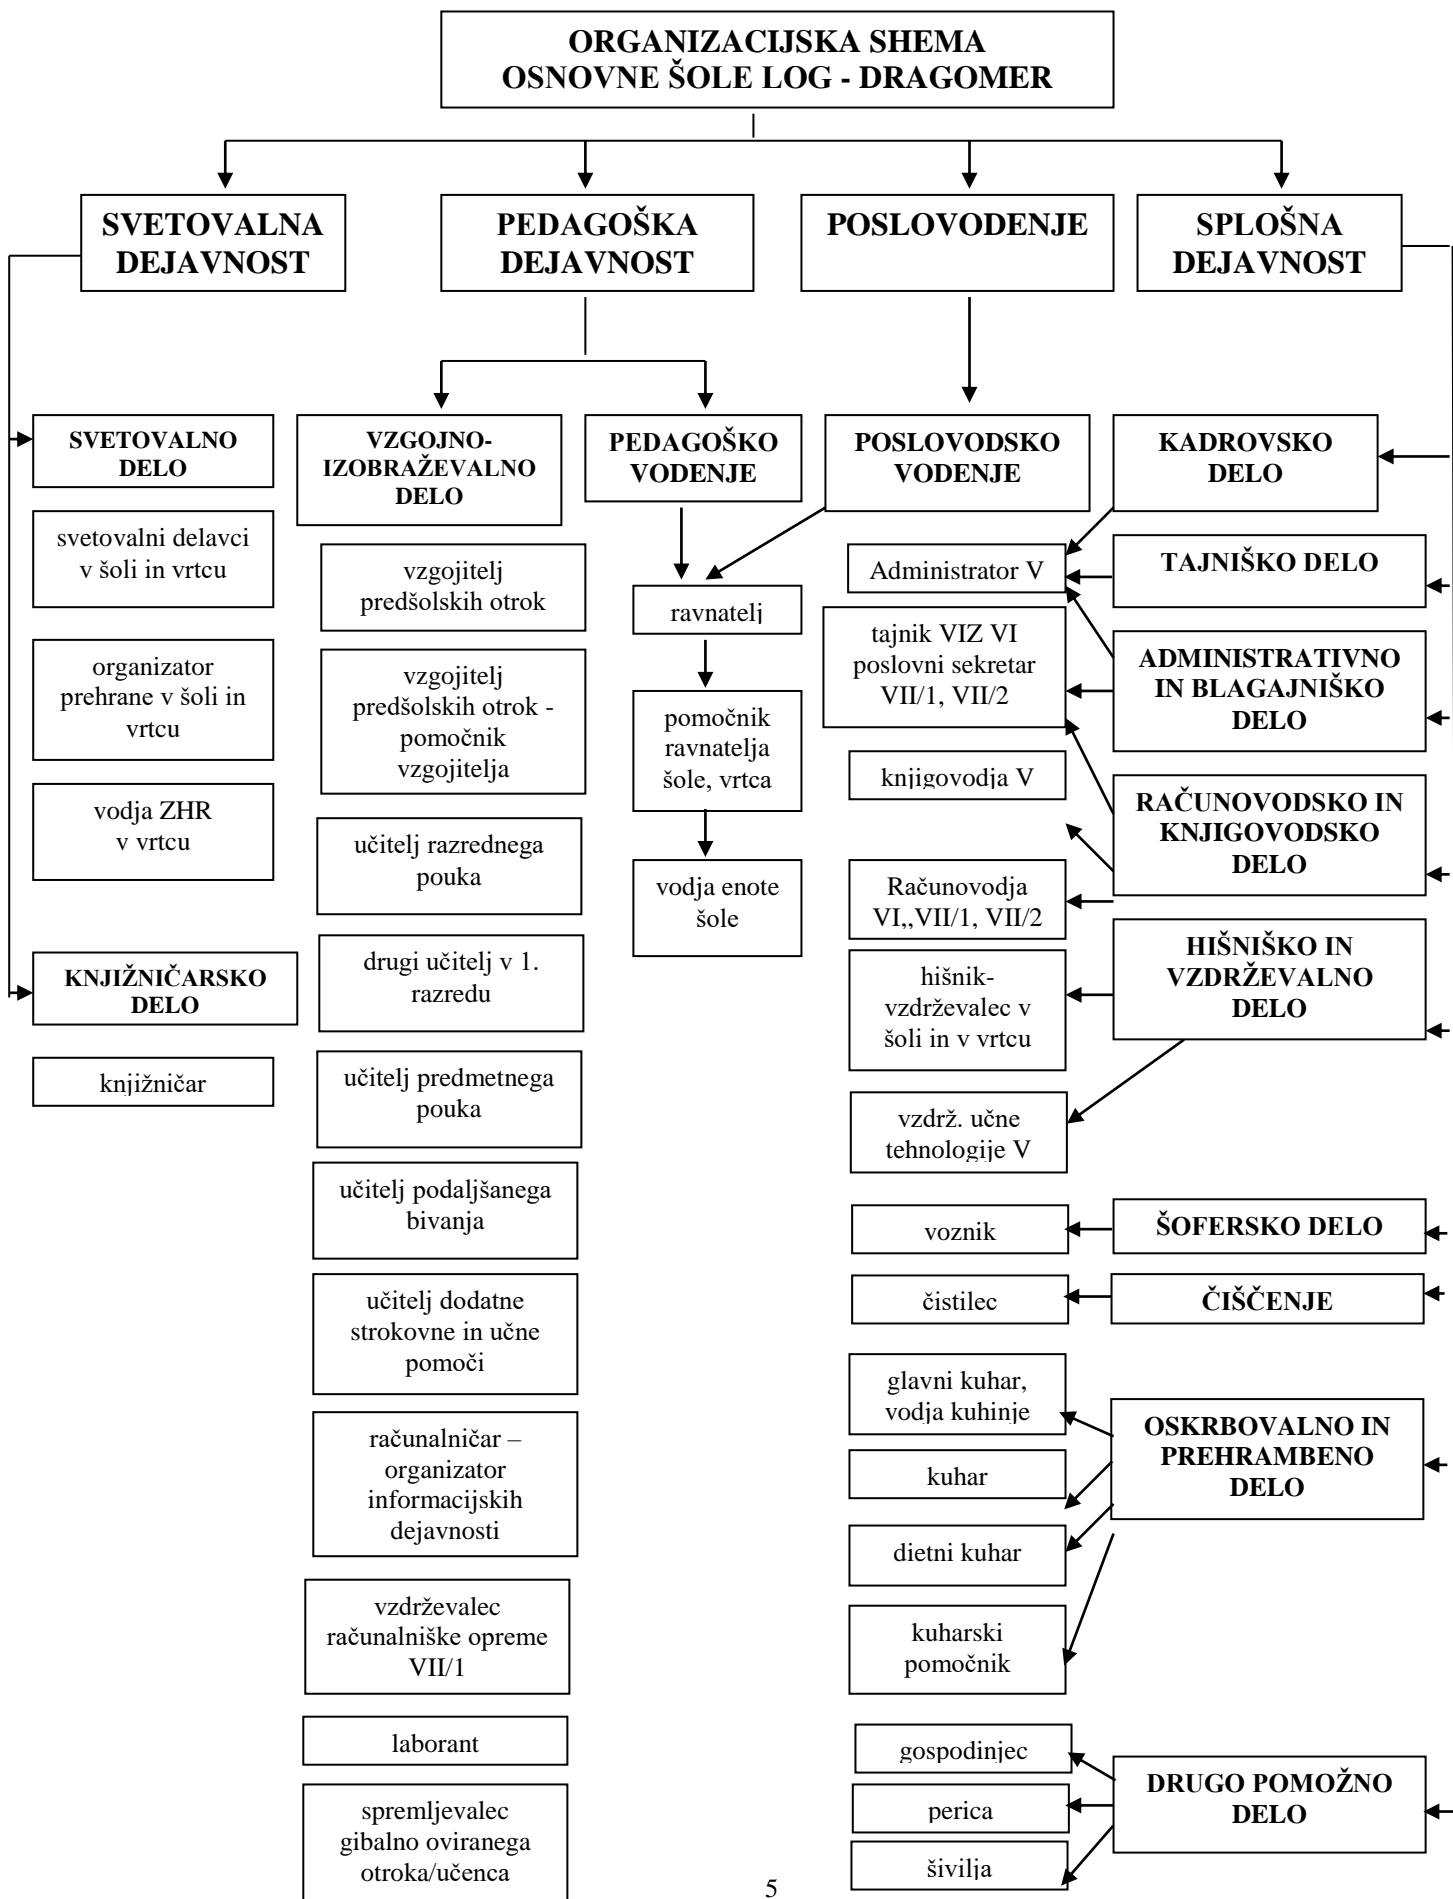 ORGANIZACIJSKA SHEMA
OSNOVNE ŠOLE LOG - DRAGOMER
SVETOVALNA
DEJAVNOST
PEDAGOŠKA
DEJAVNOST
POSLOVODENJE
SPLOŠNA
DEJAVNOST
SVETOVALNO
DELO
svetovalni delavci
v šoli in vrtcu
organizator
prehrane v šoli in
vrtcu
vodja ZHR
v vrtcu
KNJIŽNIČARSKO
DELO
knjižničar
VZGOJNO-
IZOBRAŽEVALNO
DELO
vzgojitelj
predšolskih otrok
vzgojitelj
predšolskih otrok -
pomočnik
vzgojitelja
učitelj razrednega
pouka
drugi učitelj v 1.
razredu
učitelj predmetnega
pouka
učitelj podaljšanega
bivanja
učitelj dodatne
strokovne in učne
pomoči
računalničar –
organizator
informacijskih
dejavnosti
vzdrževalec
računalniške opreme
VII/1
laborant
spremljevalec
gibalno oviranega
otroka/učenca
PEDAGOŠKO
VODENJE
ravnatelj
pomočnik
ravnatelja
šole, vrtca
vodja enote
šole
POSLOVODSKO
VODENJE
Administrator V
tajnik VIZ VI
poslovni sekretar
VII/1, VII/2
knjigovodja V
Računovodja
VI,,VII/1, VII/2
hišnik-
vzdrževalec v
šoli in v vrtcu
vzdrž. učne
tehnologije V
voznik
čistilec
glavni kuhar,
vodja kuhinje
kuhar
dietni kuhar
kuharski
pomočnik
gospodinjec
perica
šivilja
KADROVSKO
DELO
TAJNIŠKO DELO
ADMINISTRATIVNO
IN BLAGAJNIŠKO
DELO
RAČUNOVODSKO IN
KNJIGOVODSKO
DELO
HIŠNIŠKO IN
VZDRŽEVALNO
DELO
ŠOFERSKO DELO
ČIŠČENJE
OSKRBOVALNO IN
PREHRAMBENO
DELO
DRUGO POMOŽNO
DELO
5